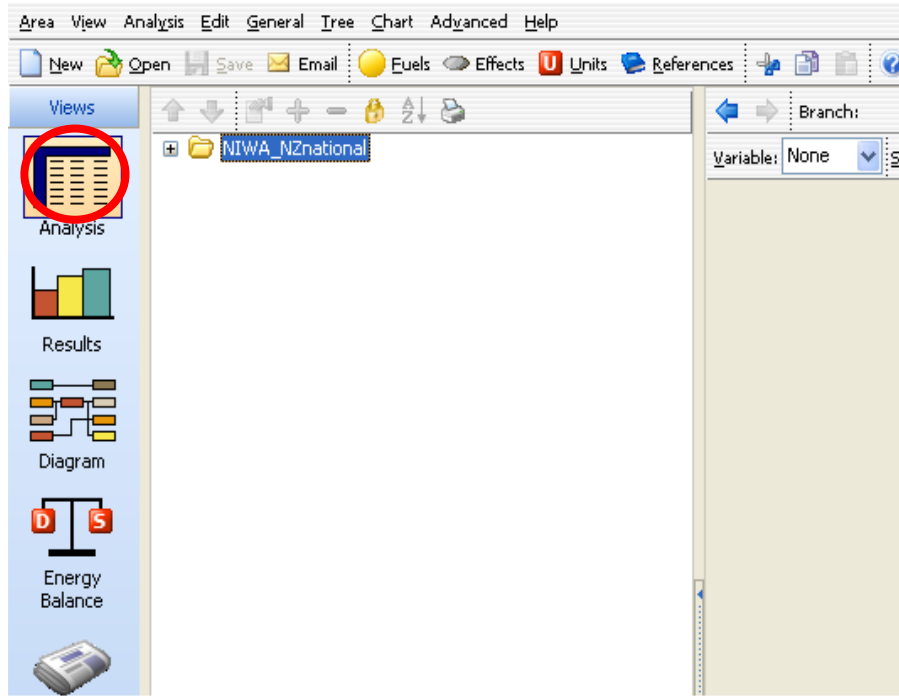 Area View Analysis Edit General Tree Chart Advanced Help
New Open Save Email Fuels Effects U Units References
Views
Branch:
NIWA_NZnational
Variable: None
Analysis
Results
Diagram
D S
Energy
Balance